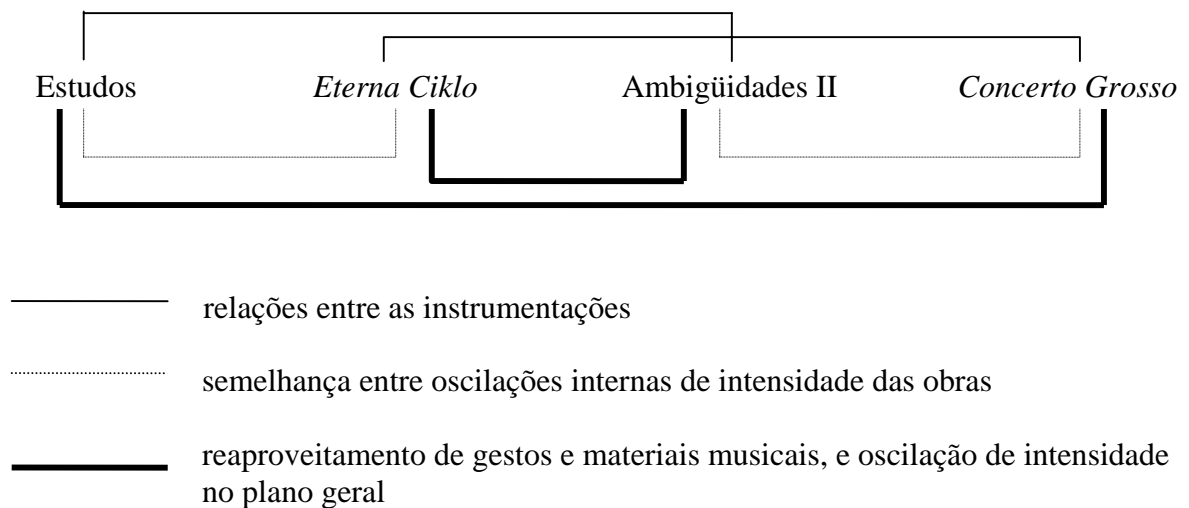 Estudos Eterna Ciklo Ambigüidades II Concerto Grosso
relações entre as instrumentações
semelhança entre oscilações internas de intensidade das obras
reaproveitamento de gestos e materiais musicais, e oscilação de intensidade
no plano geral